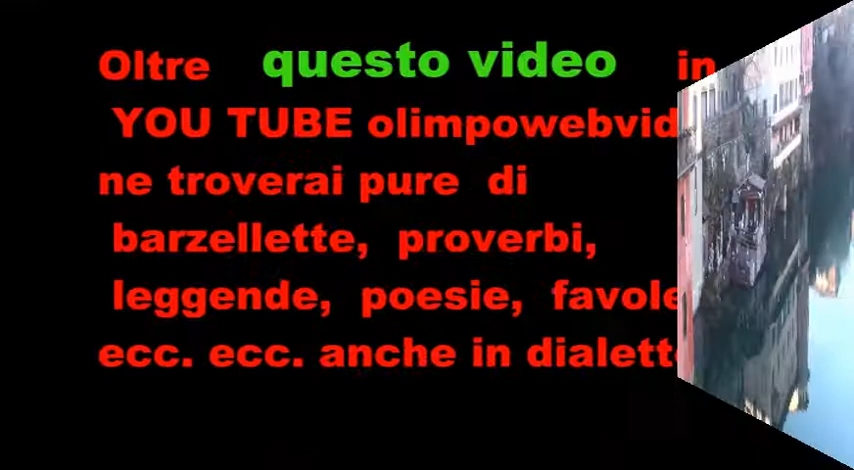 Oltre questo video in
YOU TUBE olimpowebvid
ne troverai pure di
barzellette, proverbi,
leggende, poesie, favole
ecc. ecc. anche in dialett